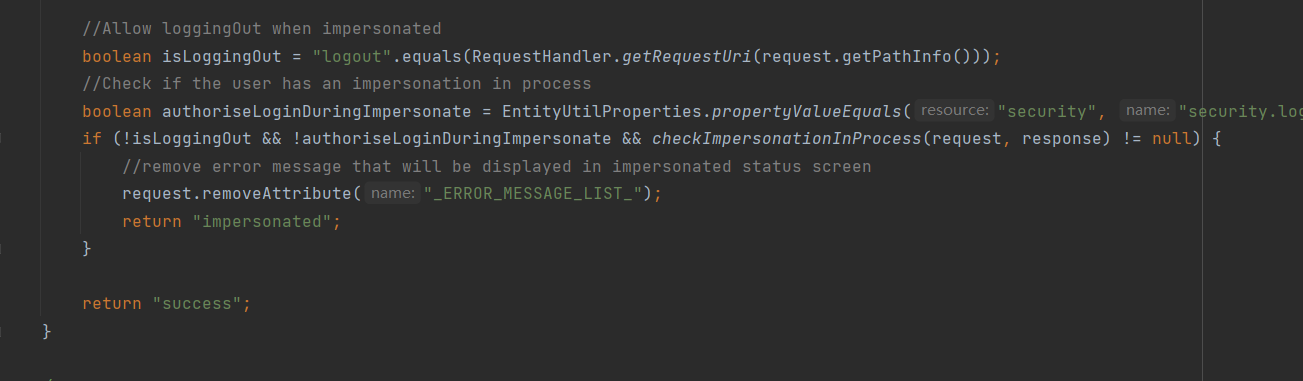 //Allow loggingOut when impersonated
boolean isLoggingOut = "logout".equals(RequestHandler.getRequestUri(request.getPathInfo()));
//Check if the user has an impersonation in process
boolean authoriseLoginDuringImpersonate = EntityUtilProperties.propertyValueEquals( resource: "security", name: "security.log
if (!isLoggingOut && !authoriseLoginDuringImpersonate && checkImpersonationInProcess(request, response) != null) {
//remove error message that will be displayed in impersonated status screen
request.removeAttribute( name: "_ERROR_MESSAGE_LIST_");
return "impersonated";
}
return "success";
}